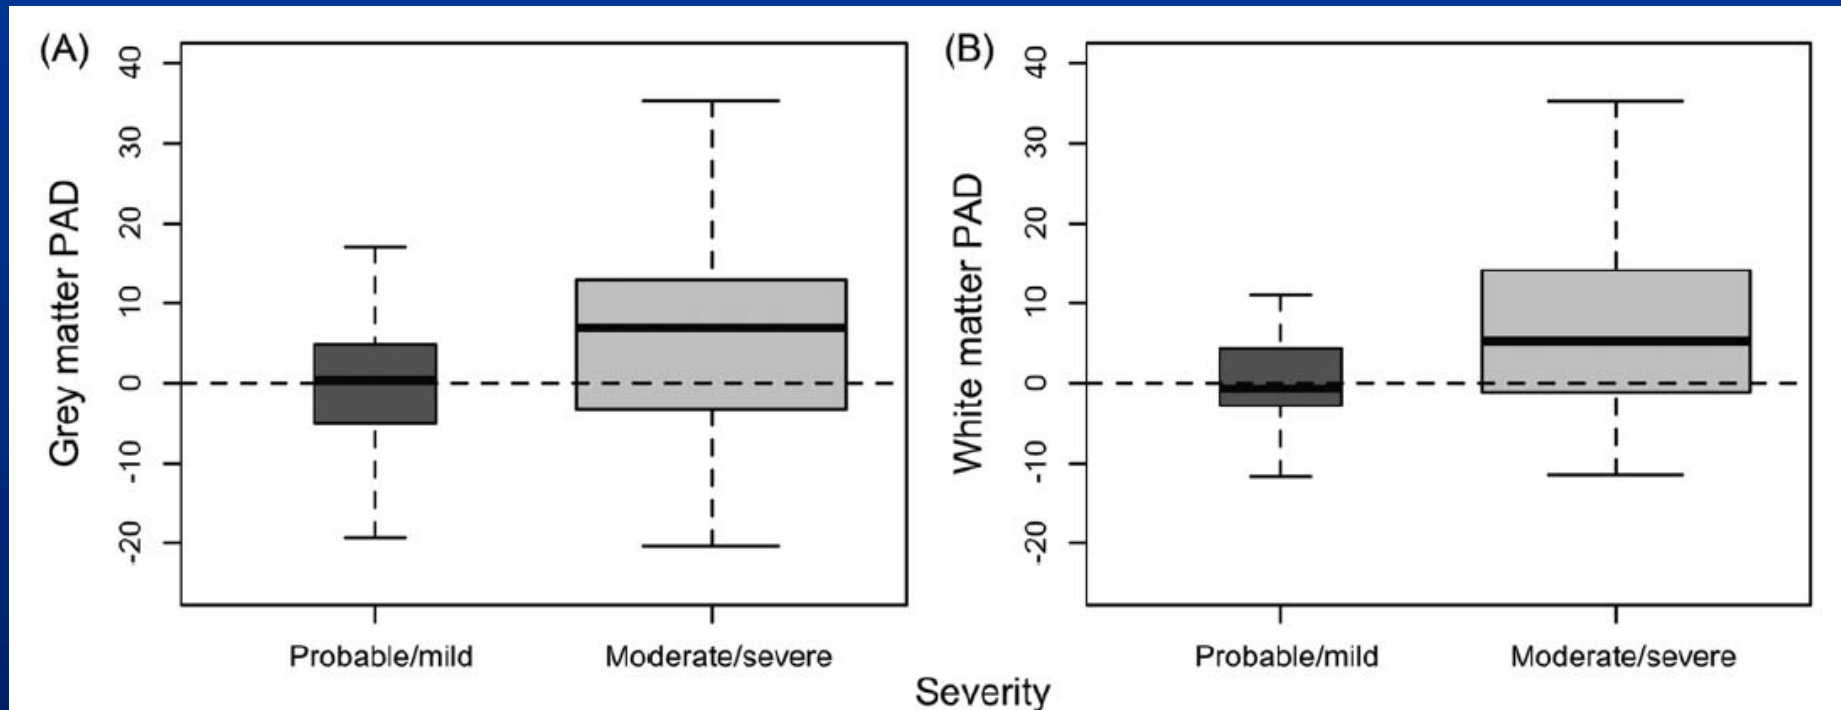 (A)
Grey matter PAD
40
30
20
10
0
-10
-20
Probable/mild
Moderate/severe
(B)
White matter PAD
40
30
20
10
0
-10
-20
Probable/mild
Moderate/severe
Severity